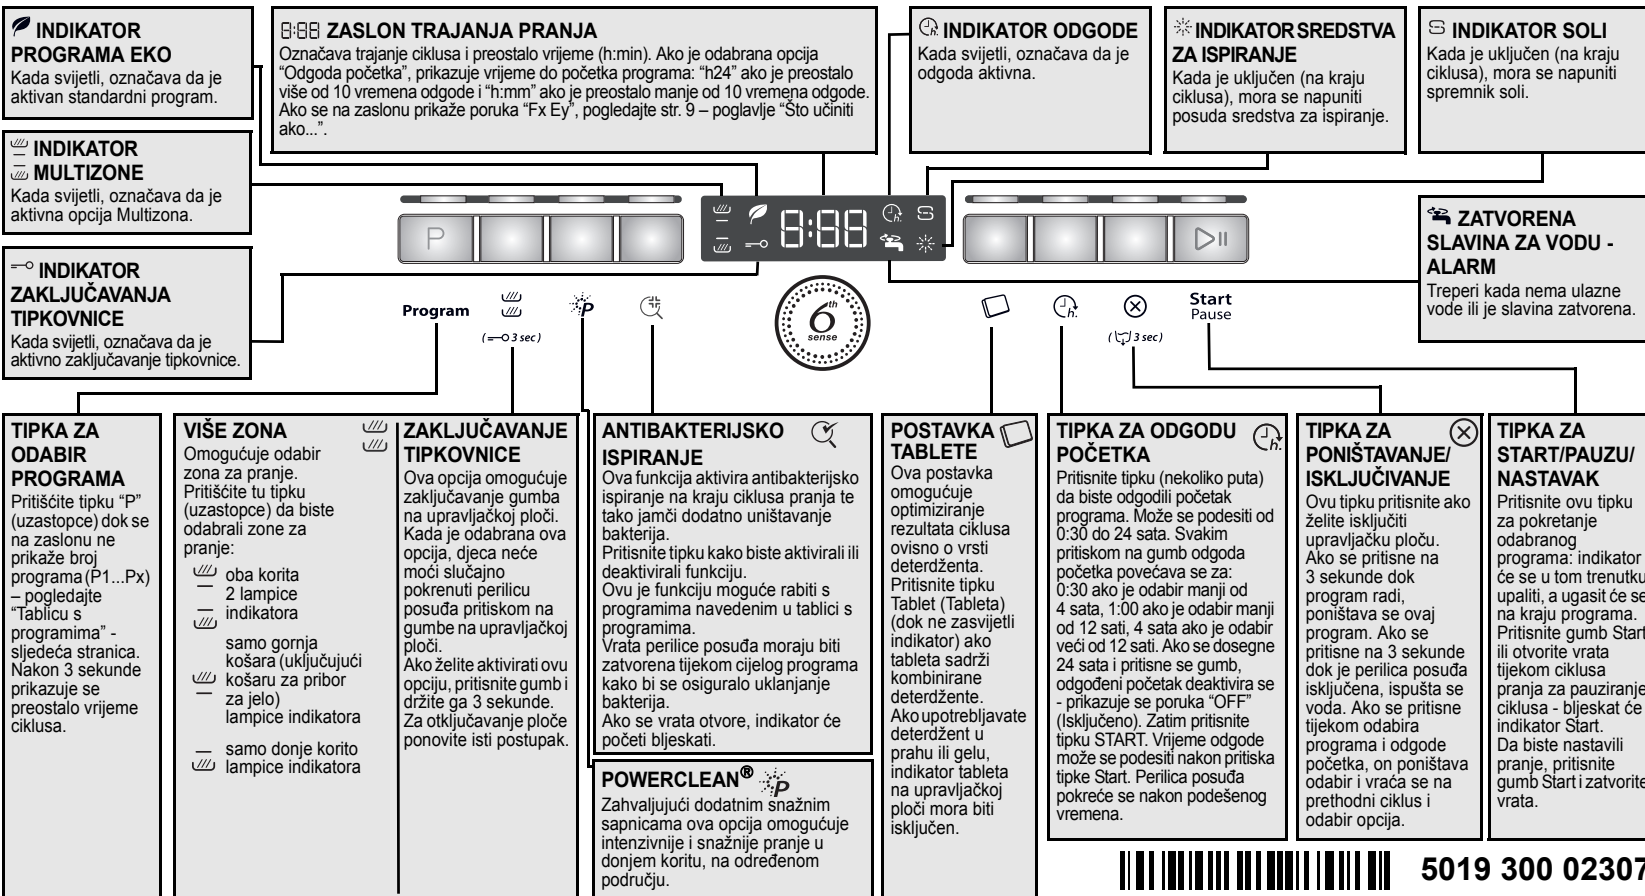 INDIKATOR
PROGRAMA EKO
Kada svijetli, označava da je
aktivan standardni program.
8:88 ZASLON TRAJANJA PRANJA
Označava trajanje ciklusa i preostalo vrijeme (h:min). Ako je odabrana opcija
“Odgoda početka”, prikazuje vrijeme do početka programa: “h24” ako je preostalo
više od 10 vremena odgode i “h:mm” ako je preostalo manje od 10 vremena odgode.
Ako se na zaslonu prikaže poruka “Fx Ey”, pogledajte str. 9 – poglavlje “Što učiniti
ako...”.
h. INDIKATOR ODGODE
Kada svijetli, označava da je
odgoda aktivna.
INDIKATOR SREDSTVA
ZA ISPIRANJE
Kada je uključen (na kraju
ciklusa), mora se napuniti
posuda sredstva za ispiranje.
INDIKATOR SOLI
Kada je uključen (na kraju
ciklusa), mora se napuniti
spremnik soli.
INDIKATOR
MULTIZONE
Kada svijetli, označava da je
aktivna opcija Multizona.
INDIKATOR
ZAKLJUČAVANJA
TIPKOVNICE
Kada svijetli, označava da je
aktivno zaključavanje tipkovnice.
ZATVORENA
SLAVINA ZA VODU -
ALARM
Treperi kada nema ulazne
vode ili je slavina zatvorena.
P
8:88
h.
Program
(3 sec)
P
6th
sense
h.
(3 sec)
Start
Pause
TIPKA ZA
ODABIR
PROGRAMA
Pritišćite tipku “P”
(uzastopce) dok se
na zaslonu ne
prikaže broj
programa (P1...Px)
– pogledajte
“Tablicu s
programima” -
sljedeća stranica.
Nakon 3 sekunde
prikazuje se
preostalo vrijeme
ciklusa.
VIŠE ZONA
Omogućuje odabir
zona za pranje.
Pritišćite tu tipku
(uzastopce) da biste
odabrali zone za
pranje:
oba korita
2 lampice
indikatora
samo gornja
košara (uključujući
košaru za pribor
za jelo)
lampice indikatora
samo donje korito
lampice indikatora
ZAKLJUČAVANJE
TIPKOVNICE
Ova opcija omogućuje
zaključavanje gumba
na upravljačkoj ploči.
Kada je odabrana ova
opcija, djeca neće
moći slučajno
pokrenuti perilicu
posuđa pritiskom na
gumbe na upravljačkoj
ploči.
Ako želite aktivirati ovu
opciju, pritisnite gumb i
držite ga 3 sekunde.
Za otključavanje ploče
ponovite isti postupak.
ANTIBAKTERIJSKO
ISPIRANJE
Ova funkcija aktivira antibakterijsko
ispiranje na kraju ciklusa pranja te
tako jamči dodatno uništavanje
bakterija.
Pritisnite tipku kako biste aktivirali ili
deaktivirali funkciju.
Ovu je funkciju moguće rabiti s
programima navedenim u tablici s
programima.
Vrata perilice posuđa moraju biti
zatvorena tijekom cijelog programa
kako bi se osiguralo uklanjanje
bakterija.
Ako se vrata otvore, indikator će
početi bljeskati.
POWERCLEAN® P
Zahvaljujući dodatnim snažnim
sapnicama ova opcija omogućuje
intenzivnije i snažnije pranje u
donjem koritu, na određenom
području.
POSTAVKA
TABLETE
Ova postavka
omogućuje
optimiziranje
rezultata ciklusa
ovisno o vrsti
deterdženta.
Pritisnite tipku
Tablet (Tableta)
(dok ne zasvijetli
indikator) ako
tableta sadrži
kombinirane
deterdžente.
Ako upotrebljavate
deterdžent u
prahu ili gelu,
indikator tableta
na upravljačkoj
ploči mora biti
isključen.
TIPKA ZA ODGODU
POČETKA
h.
Pritisnite tipku (nekoliko puta)
da biste odgodili početak
programa. Može se podesiti od
0:30 do 24 sata. Svakim
pritiskom na gumb odgoda
početka povećava se za:
0:30 ako je odabir manji od
4 sata, 1:00 ako je odabir manji
od 12 sati, 4 sata ako je odabir
veći od 12 sati. Ako se dosegne
24 sata i pritisne se gumb,
odgođeni početak deaktivira se
- prikazuje se poruka “OFF”
(Isključeno). Zatim pritisnite
tipku START. Vrijeme odgode
može se podesiti nakon pritiska
tipke Start. Perilica posuđa
pokreće se nakon podešenog
vremena.
TIPKA ZA
PONIŠTAVANJE/
ISKLJUČIVANJE
Ovu tipku pritisnite ako
želite isključiti
upravljačku ploču.
Ako se pritisne na
3 sekunde dok
program radi,
poništava se ovaj
program. Ako se
pritisne na 3 sekunde
dok je perilica posuđa
isključena, ispušta se
voda. Ako se pritisne
tijekom odabira
programa i odgode
početka, on poništava
odabir i vraća se na
prethodni ciklus i
odabir opcija.
TIPKA ZA
START/PAUZU/
NASTAVAK
Pritisnite ovu tipku
za pokretanje
odabranog
programa: indikator
će se u tom trenutku
upaliti, a ugasit će se
na kraju programa.
Pritisnite gumb Start
ili otvorite vrata
tijekom ciklusa
pranja za pauziranje
ciklusa - bljeskat će
indikator Start.
Da biste nastavili
pranje, pritisnite
gumb Start i zatvorite
vrata.
5019 300 02307